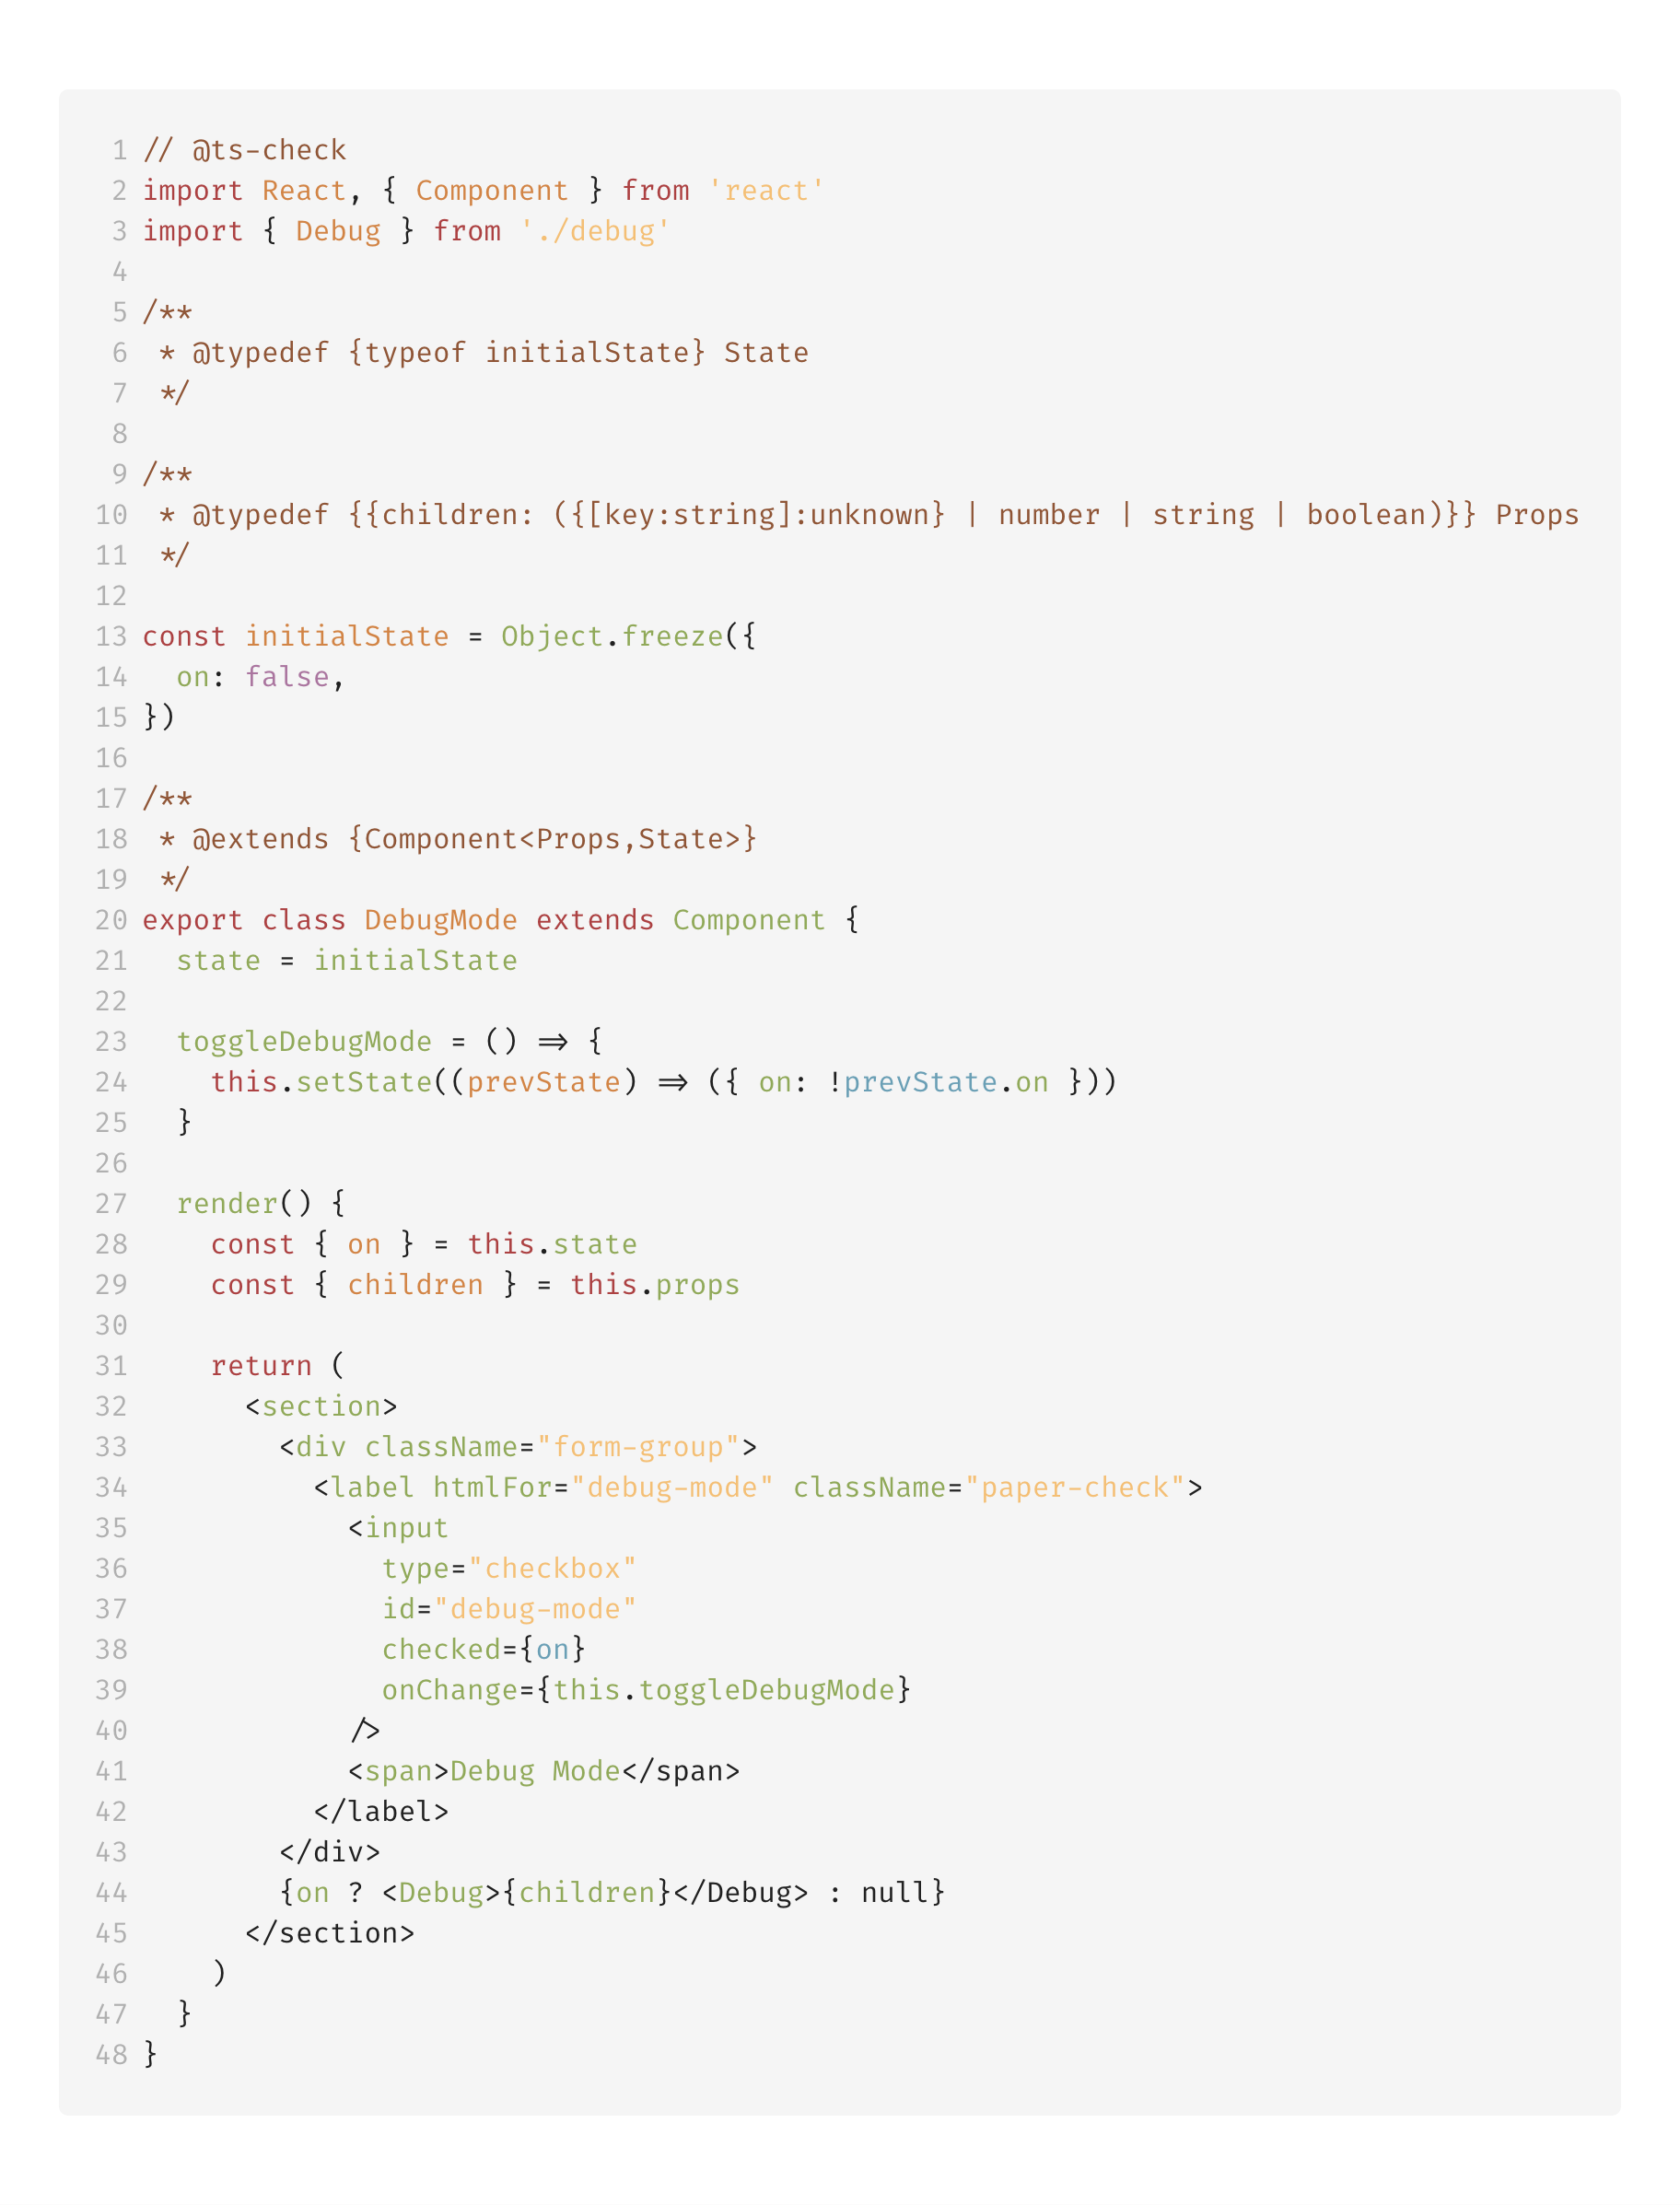 1 // @ts-check
2 import React, { Component } from 'react'
3 import { Debug } from './debug'
4
5 /**
6  * @typedef {typeof initialState} State
7  */
8
9 /**
10  * @typedef {{children: ({[key:string]:unknown} | number | string | boolean)}} Props
11  */
12
13 const initialState = Object.freeze({
14   on: false,
15 })
16
17 /**
18  * @extends {Component<Props,State>}
19  */
20 export class DebugMode extends Component {
21   state = initialState
22
23   toggleDebugMode = () => {
24     this.setState((prevState) => ({ on: !prevState.on }))
25   }
26
27   render() {
28     const { on } = this.state
29     const { children } = this.props
30
31     return (
32       <section>
33         <div className="form-group">
34           <label htmlFor="debug-mode" className="paper-check">
35             <input
36               type="checkbox"
37               id="debug-mode"
38               checked={on}
39               onChange={this.toggleDebugMode}
40             />
41             <span>Debug Mode</span>
42           </label>
43         </div>
44         {on ? <Debug>{children}</Debug> : null}
45       </section>
46     )
47   }
48 }